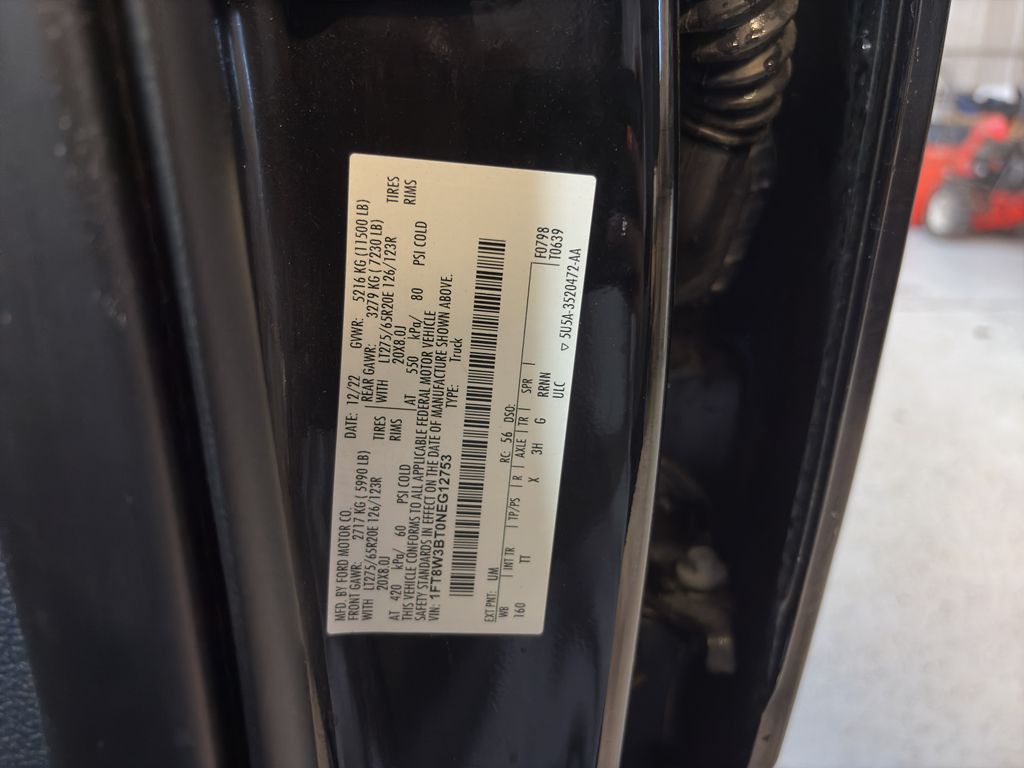 MFD. BY FORD MOTOR CO. DATE: 12/22 GVWR: 5216 KG (11500 LB)
FRONT GAWR: 2717 KG ( 5990 LB) REAR GAWR: 3279 KG ( 7230 LB)
WITH LT275/65R20E 126/123R TIRES WITH LT275/65R20E 126/123R TIRES
20X8.0J RIMS 20X8.0J RIMS
AT 420 kPa/ 60 PSI COLD AT 550 kPa/ 80 PSI COLD
THIS VEHICLE CONFORMS TO ALL APPLICABLE FEDERAL MOTOR VEHICLE
SAFETY STANDARDS IN EFFECT ON THE DATE OF MANUFACTURE SHOWN ABOVE.
VIN: 1FT8W3BT0NEG12753 TYPE: Truck
EXT PNT: UM RC: 56 DSO: F0798
WB INT TR TP/PS R AXLE TR SPR T0639
160 TT X 3H G RRNN
ULC ▽ 5U5A-3520472-AA